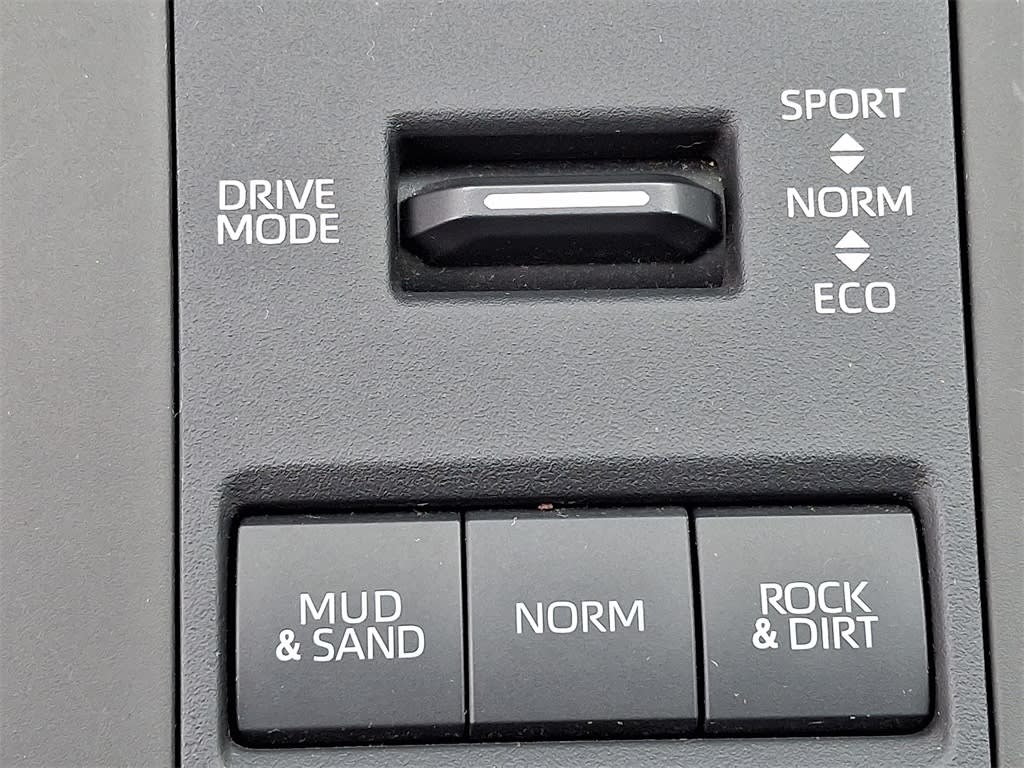 DRIVE
MODE
SPORT
NORM
ECO
MUD
& SAND
NORM
ROCK
& DIRT